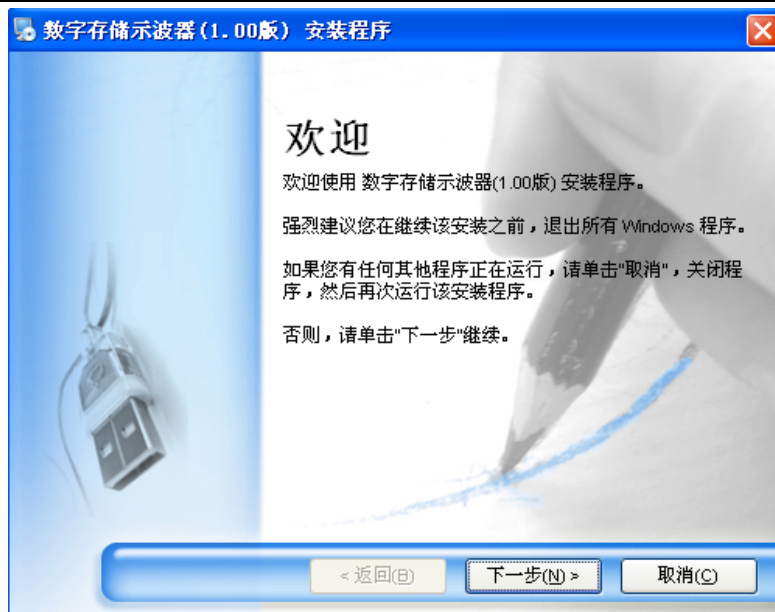 数字存储示波器(1.00版) 安装程序
欢迎
欢迎使用 数字存储示波器(1.00版) 安装程序。
强烈建议您在继续该安装之前，退出所有 Windows 程序。
如果您有任何其他程序正在运行，请单击"取消"，关闭程
序，然后再次运行该安装程序。
否则，请单击"下一步"继续。
< 返回(B) 下一步(N) > 取消(C)